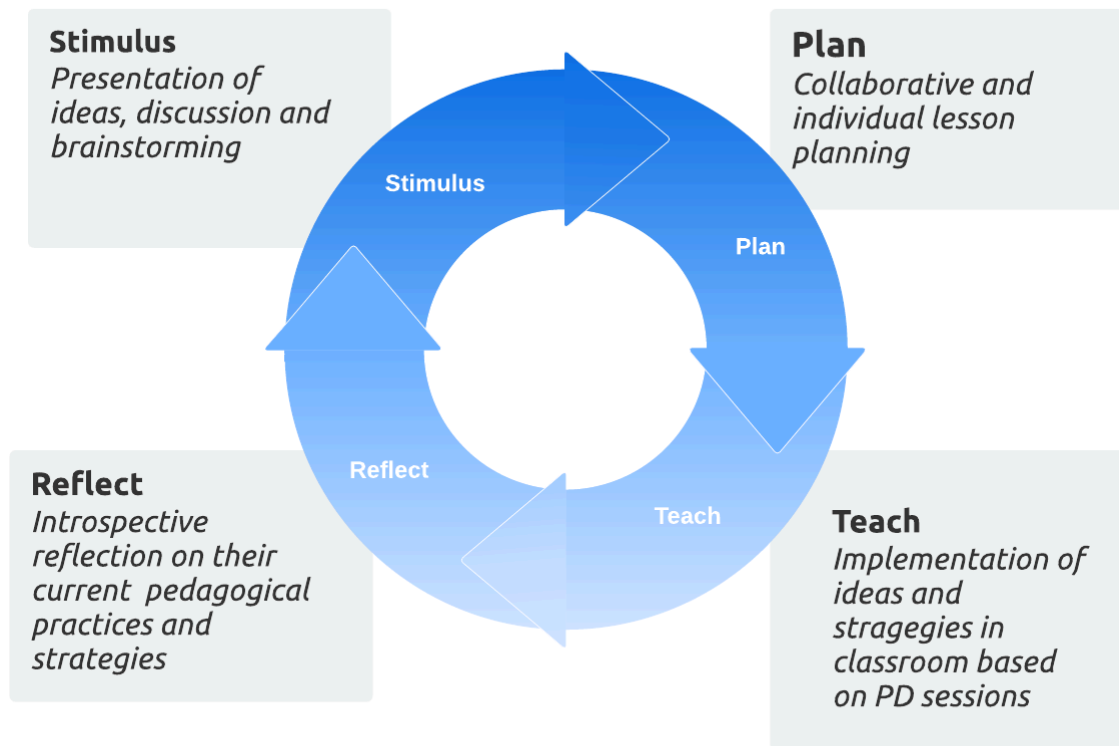 Stimulus
Presentation of
ideas, discussion and
brainstorming
Plan
Collaborative and
individual lesson
planning
Stimulus
Plan
Reflect
Teach
Reflect
Introspective
reflection on their
current pedagogical
practices and
strategies
Teach
Implementation of
ideas and
stragegies in
classroom based
on PD sessions